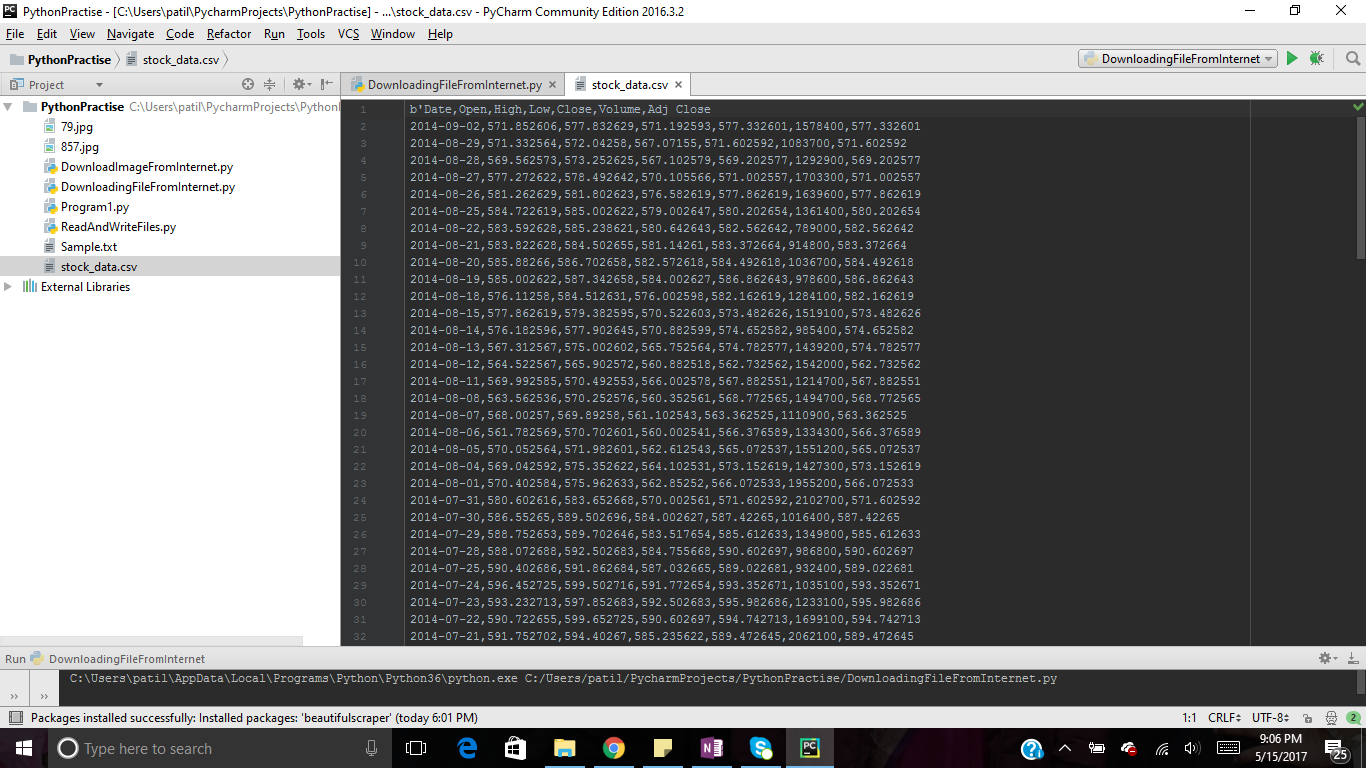 PythonPractise - [C:\Users\patil\PycharmProjects\PythonPractise] - ...\stock_data.csv - PyCharm Community Edition 2016.3.2
File Edit View Navigate Code Refactor Run Tools VCS Window Help
PythonPractise stock_data.csv DownloadingFileFromInternet
Project DownloadingFileFromInternet.py stock_data.csv
PythonPractise C:\Users\patil\PycharmProjects\PythonI
79.jpg
857.jpg
DownloadImageFromInternet.py
DownloadingFileFromInternet.py
Program1.py
ReadAndWriteFiles.py
Sample.txt
stock_data.csv
External Libraries
1 b'Date,Open,High,Low,Close,Volume,Adj Close
2 2014-09-02,571.852606,577.832629,571.192593,577.332601,1578400,577.332601
3 2014-08-29,571.332564,572.04258,567.07155,571.602592,1083700,571.602592
4 2014-08-28,569.562573,573.252625,567.102579,569.202577,1292900,569.202577
5 2014-08-27,577.272622,578.492642,570.105566,571.002557,1703300,571.002557
6 2014-08-26,581.262629,581.802623,576.582619,577.862619,1639600,577.862619
7 2014-08-25,584.722619,585.002622,579.002647,580.202654,1361400,580.202654
8 2014-08-22,583.592628,585.238621,580.642643,582.562642,789000,582.562642
9 2014-08-21,583.822628,584.502655,581.14261,583.372664,914800,583.372664
10 2014-08-20,585.88266,586.702658,582.572618,584.492618,1036700,584.492618
11 2014-08-19,585.002622,587.342658,584.002627,586.862643,978600,586.862643
12 2014-08-18,576.11258,584.512631,576.002598,582.162619,1284100,582.162619
13 2014-08-15,577.862619,579.382595,570.522603,573.482626,1519100,573.482626
14 2014-08-14,576.182596,577.902645,570.882599,574.652582,985400,574.652582
15 2014-08-13,567.312567,575.002602,565.752564,574.782577,1439200,574.782577
16 2014-08-12,564.522567,565.902572,560.882518,562.732562,1542000,562.732562
17 2014-08-11,569.992585,570.492553,566.002578,567.882551,1214700,567.882551
18 2014-08-08,563.562536,570.252576,560.352561,568.772565,1494700,568.772565
19 2014-08-07,568.00257,569.89258,561.102543,563.362525,1110900,563.362525
20 2014-08-06,561.782569,570.702601,560.002541,566.376589,1334300,566.376589
21 2014-08-05,570.052564,571.982601,562.612543,565.072537,1551200,565.072537
22 2014-08-04,569.042592,575.352622,564.102531,573.152619,1427300,573.152619
23 2014-08-01,570.402584,575.962633,562.85252,566.072533,1955200,566.072533
24 2014-07-31,580.602616,583.652668,570.002561,571.602592,2102700,571.602592
25 2014-07-30,586.55265,589.502696,584.002627,587.42265,1016400,587.42265
26 2014-07-29,588.752653,589.702646,583.517654,585.612633,1349800,585.612633
27 2014-07-28,588.072688,592.502683,584.755668,590.602697,986800,590.602697
28 2014-07-25,590.402686,591.862684,587.032665,589.022681,932400,589.022681
29 2014-07-24,596.452725,599.502716,591.772654,593.352671,1035100,593.352671
30 2014-07-23,593.232713,597.852683,592.502683,595.982686,1233100,595.982686
31 2014-07-22,590.722655,599.652725,590.602697,594.742713,1699100,594.742713
32 2014-07-21,591.752702,594.40267,585.235622,589.472645,2062100,589.472645
Run DownloadingFileFromInternet
C:\Users\patil\AppData\Local\Programs\Python\Python36\python.exe C:/Users/patil/PycharmProjects/PythonPractise/DownloadingFileFromInternet.py
Packages installed successfully: Installed packages: 'beautifulscraper' (today 6:01 PM) 1:1 CRLF UTF-8 2
Type here to search
9:06 PM
5/15/2017
25